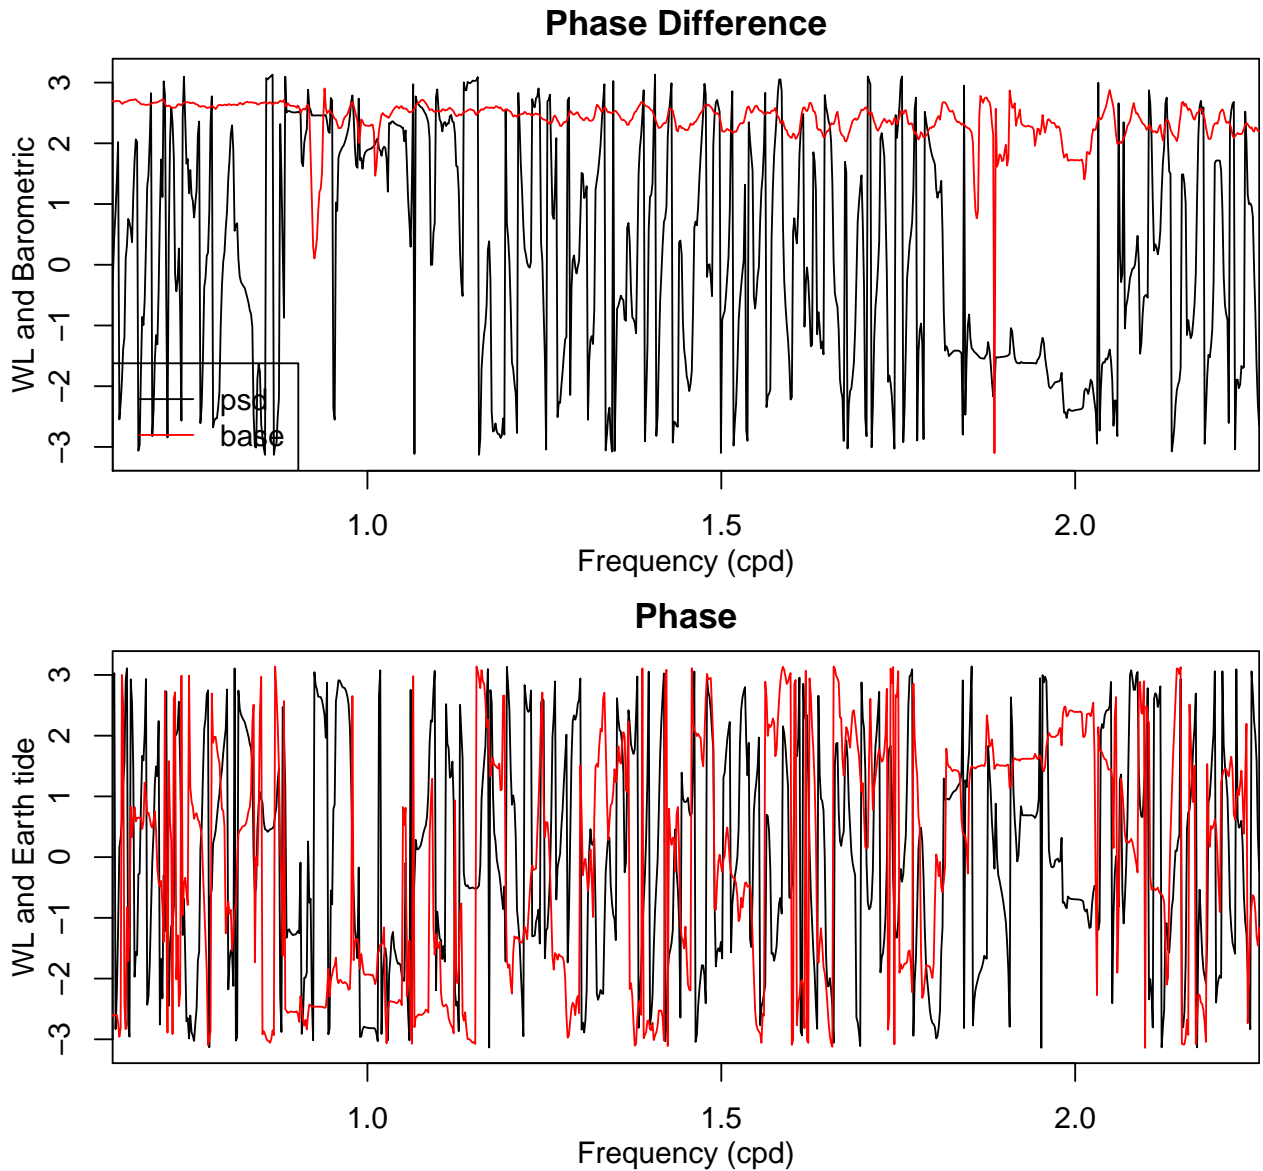 Phase Difference
WL and Barometric
3
2
1
0
−1
−2
−3
psd
base
1.0
1.5
2.0
Frequency (cpd)
Phase
WL and Earth tide
3
2
1
0
−1
−2
−3
1.0
1.5
2.0
Frequency (cpd)